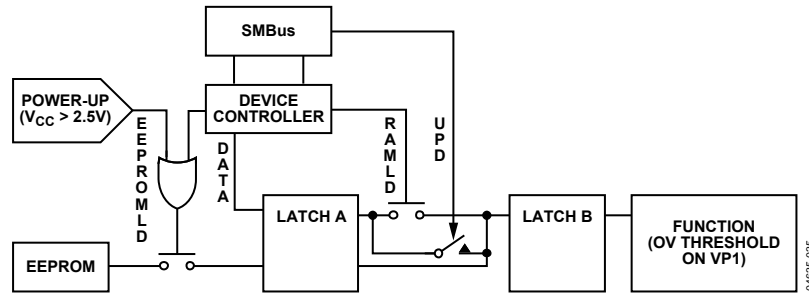 SMBus
POWER-UP
(VCC > 2.5V)
DEVICE
CONTROLLER
EEPROMLD
DATA
RAMLD
UPD
LATCH A
LATCH B
FUNCTION
(OV THRESHOLD
ON VP1)
EEPROM